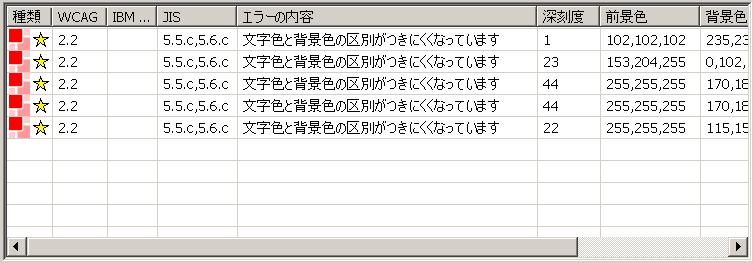 種類 WCAG IBM ... JIS エラーの内容 深刻度 前景色 背景色
2.2 5.5.c,5.6.c 文字色と背景色の区別がつきにくくなっています 1 102,102,102 235,23
2.2 5.5.c,5.6.c 文字色と背景色の区別がつきにくくなっています 23 153,204,255 0,102,
2.2 5.5.c,5.6.c 文字色と背景色の区別がつきにくくなっています 44 255,255,255 170,18
2.2 5.5.c,5.6.c 文字色と背景色の区別がつきにくくなっています 44 255,255,255 170,18
2.2 5.5.c,5.6.c 文字色と背景色の区別がつきにくくなっています 22 255,255,255 115,15